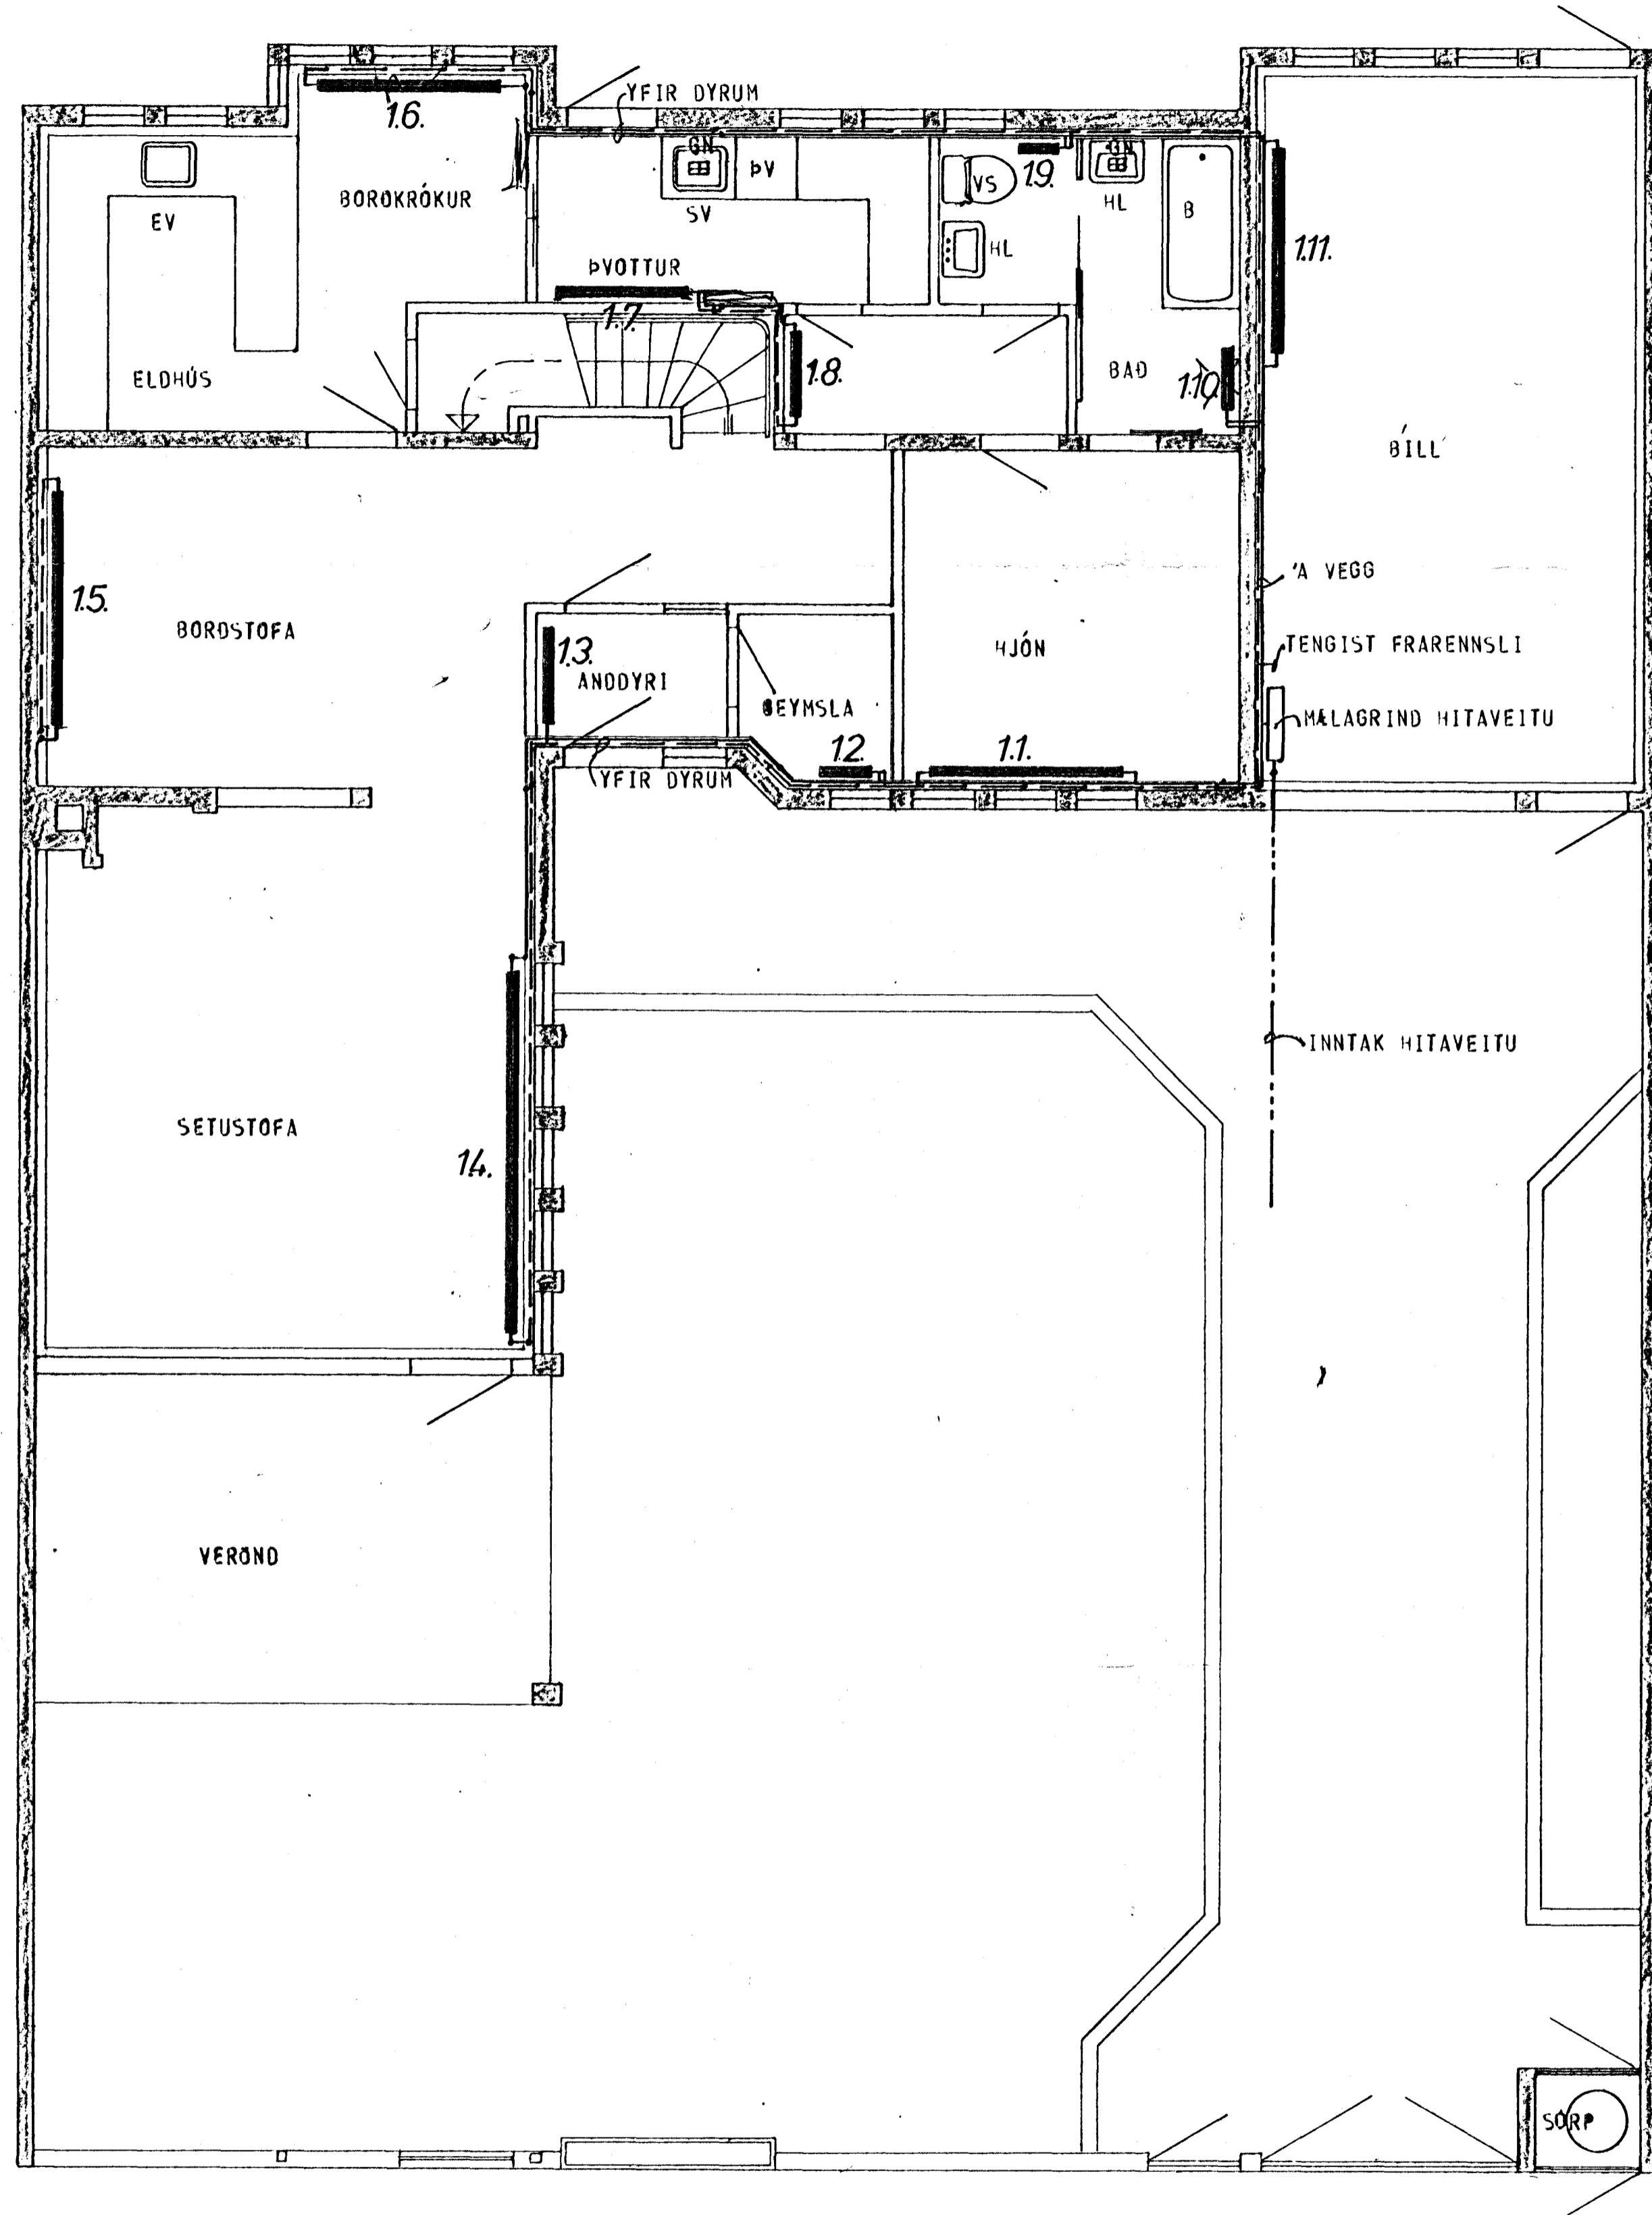 YFIR DYRUM
1.6.
GN
ÞV
SV
VS
1.9.
GN
HL
B
HL
BORÐKRÓKUR
EV
ÞVOTTUR
1.7.
1.11.
ELDHÚS
1.8.
BAÐ
1.10.
BÍLL
'A VEGG
1.5.
BORÐSTOFA
1.3.
ANDDYRI
HJÓN
TENGIST FRARENNSLI
GEYMSLA
MÆLAGRIND HITAVEITU
1.2.
1.1.
YFIR DYRUM
INNTAK HITAVEITU
SETUSTOFA
1.4.
VERÖND
SORP